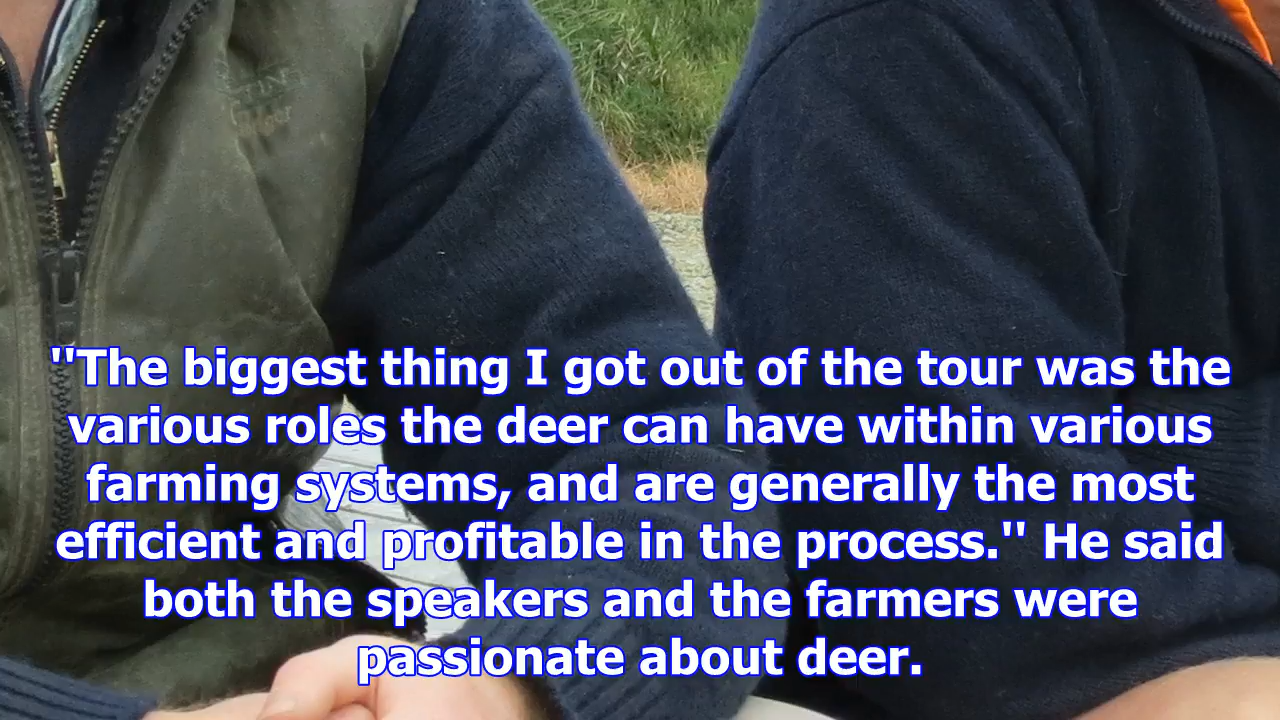 "The biggest thing I got out of the tour was the
various roles the deer can have within various
farming systems, and are generally the most
efficient and profitable in the process." He said
both the speakers and the farmers were
passionate about deer.